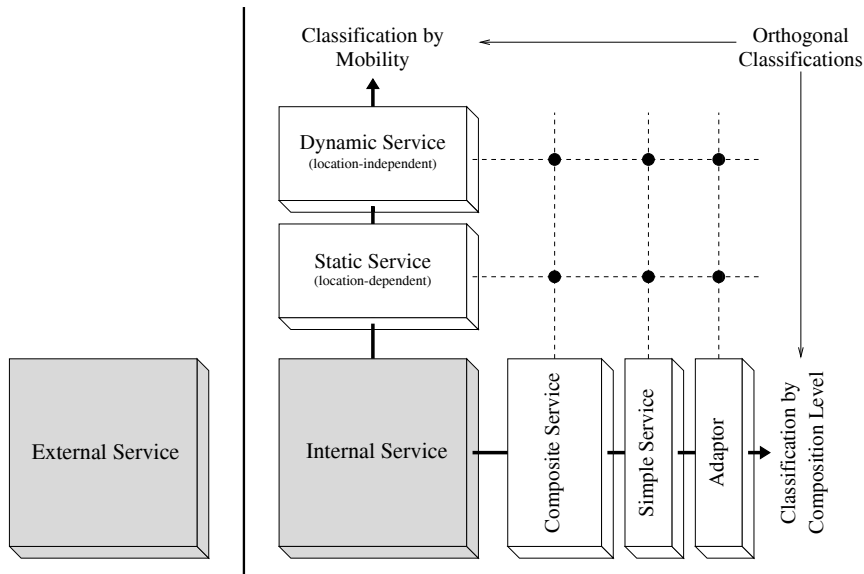 Classification by
Mobility
Orthogonal
Classifications
Dynamic Service
(location-independent)
Static Service
(location-dependent)
External Service
Internal Service
Composite Service
Simple Service
Adaptor
Classification by
Composition Level